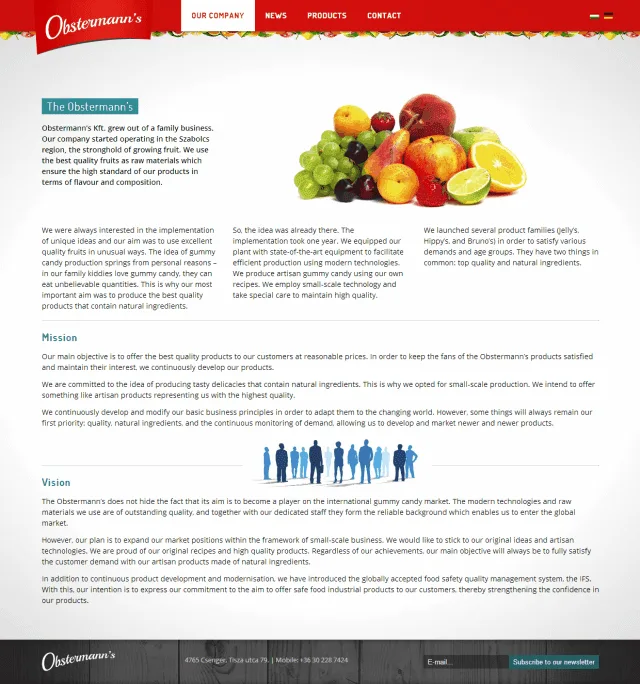 Obstermann's
OUR COMPANY NEWS PRODUCTS CONTACT
The Obstermann's
Obstermann's Kft. grew out of a family business.
Our company started operating in the Szabolcs
region, the stronghold of growing fruit. We use
the best quality fruits as raw materials which
ensure the high standard of our products in
terms of flavour and composition.
We were always interested in the implementation
of unique ideas and our aim was to use excellent
quality fruits in unusual ways. The idea of gummy
candy production springs from personal reasons –
in our family kiddies love gummy candy, they can
eat unbelievable quantities. This is why our most
important aim was to produce the best quality
products that contain natural ingredients.
So, the idea was already there. The
implementation took one year. We equipped our
plant with state-of-the-art equipment to facilitate
efficient production using modern technologies.
We produce artisan gummy candy using our own
recipes. We employ small-scale technology and
take special care to maintain high quality.
We launched several product families (Jelly's,
Hippy's, and Bruno's) in order to satisfy various
demands and age groups. They have two things in
common: top quality and natural ingredients.
Mission
Our main objective is to offer the best quality products to our customers at reasonable prices. In order to keep the fans of the Obstermann's products satisfied
and maintain their interest, we continuously develop our products.
We are committed to the idea of producing tasty delicacies that contain natural ingredients. This is why we opted for small-scale production. We intend to offer
something like artisan products representing us with the highest quality.
We continuously develop and modify our basic business principles in order to adapt them to the changing world. However, some things will always remain our
first priority: quality, natural ingredients, and the continuous monitoring of demand, allowing us to develop and market newer and newer products.
Vision
The Obstermann's does not hide the fact that its aim is to become a player on the international gummy candy market. The modern technologies and raw
materials we use are of outstanding quality, and together with our dedicated staff they form the reliable background which enables us to enter the global
market.
However, our plan is to expand our market positions within the framework of small-scale business. We would like to stick to our original ideas and artisan
technologies. We are proud of our original recipes and high quality products. Regardless of our achievements, our main objective will always be to fully satisfy
the customer demand with our artisan products made of natural ingredients.
In addition to continuous product development and modernisation, we have introduced the globally accepted food safety quality management system, the IFS.
With this, our intention is to express our commitment to the aim to offer safe food industrial products to our customers, thereby strengthening the confidence in
our products.
Obstermann's
4765 Csenger, Tisza utca 79. | Mobile: +36 30 228 7424
E-mail...
Subscribe to our newsletter